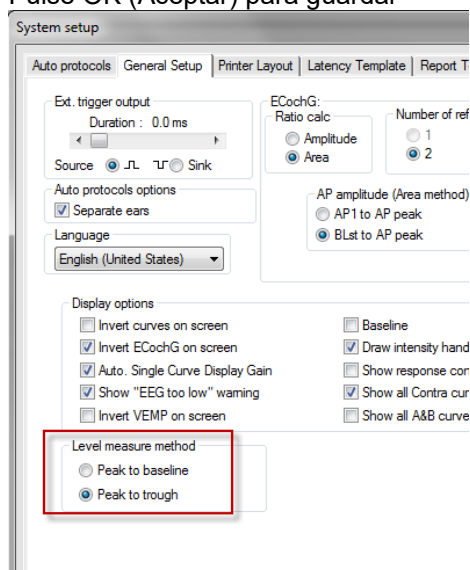 Pulse OK (Aceptar) para guardar
System setup
Auto protocols General Setup Printer Layout Latency Template Report T
Ext. trigger output
Duration : 0.0 ms
Source Sink
Auto protocols options
Separate ears
Language
English (United States)
ECochG:
Ratio calc
Amplitude
Area
Number of ref
1
2
AP amplitude (Area method)
AP1 to AP peak
BLst to AP peak
Display options
Invert curves on screen
Invert ECochG on screen
Auto. Single Curve Display Gain
Show "EEG too low" warning
Invert VEMP on screen
Baseline
Draw intensity hand
Show response con
Show all Contra cur
Show all A&B curve
Level measure method
Peak to baseline
Peak to trough